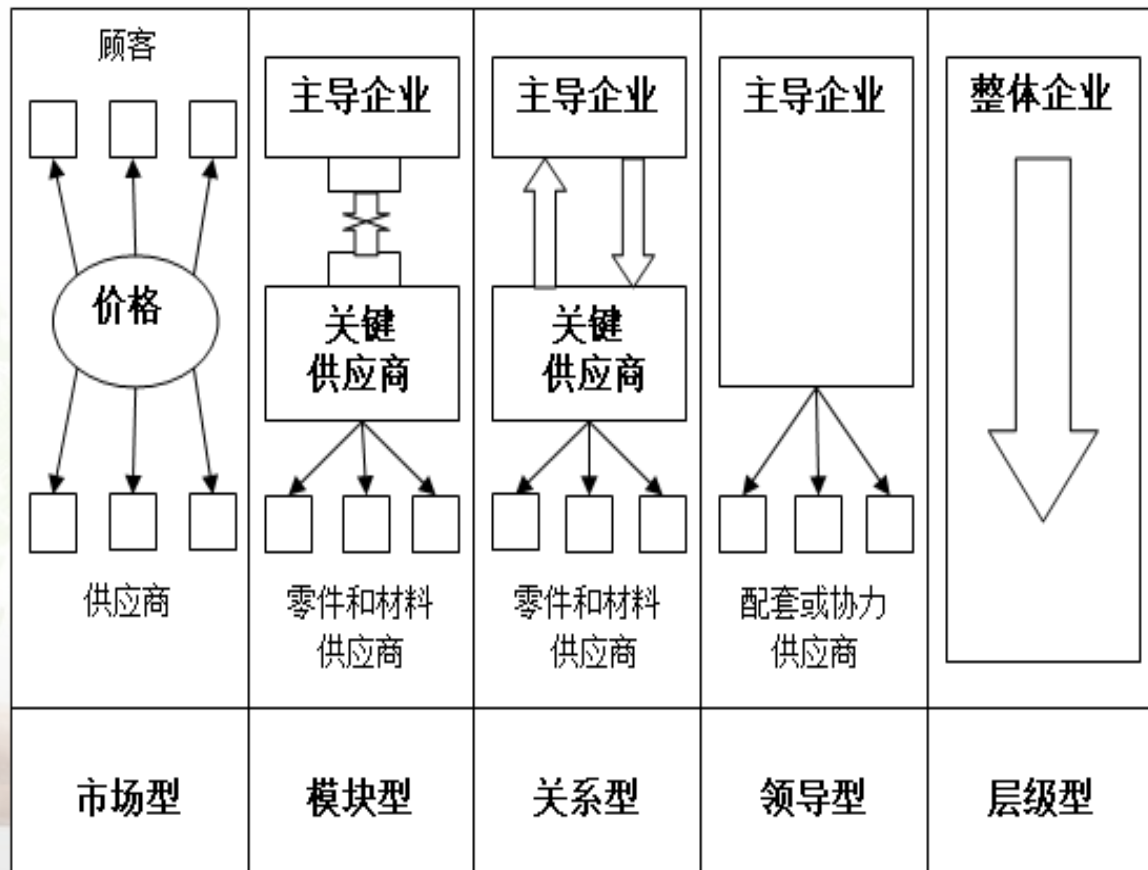 顾客
价格
供应商
市场型
主导企业
关键
供应商
零件和材料
供应商
模块型
主导企业
关键
供应商
零件和材料
供应商
关系型
主导企业
配套或协力
供应商
领导型
整体企业
层级型